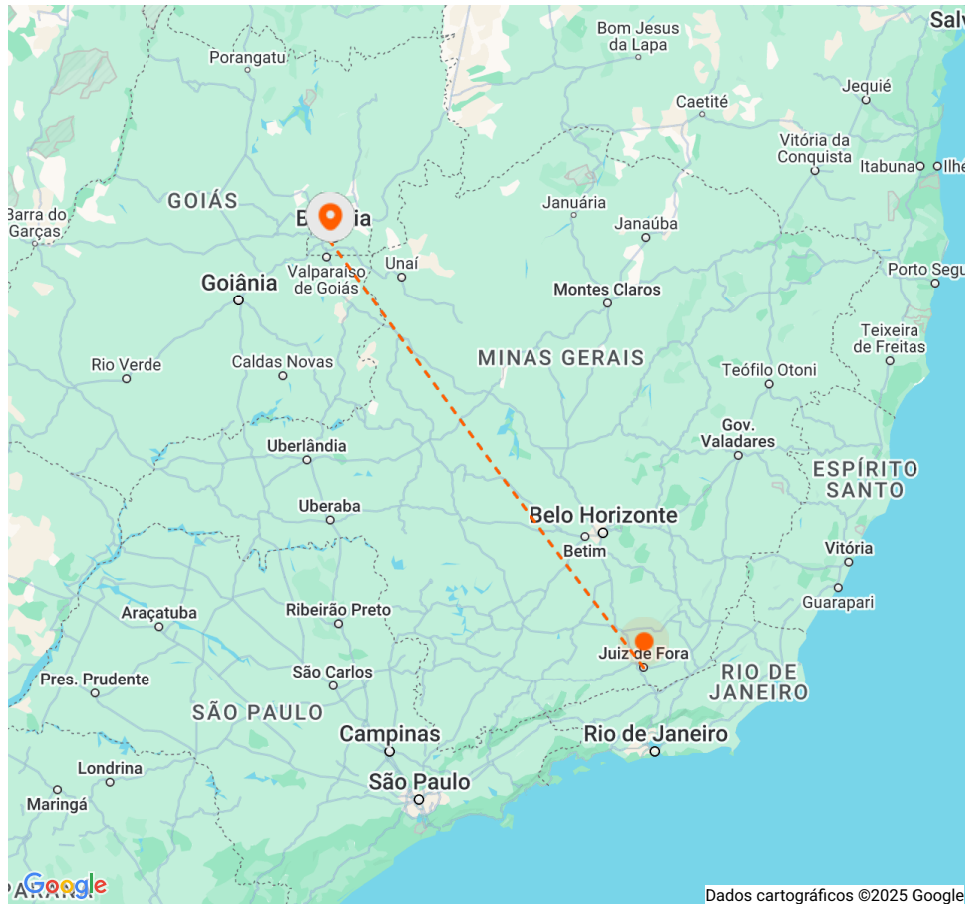 Salv
Bom Jesus
da Lapa
Porangatu
Jequié
Caetité
Vitória da
Conquista
Itabuna
Ilhé
GOIÁS
Januária
Barra do
Garças
B
ia
Janaúba
Valparaíso
de Goiás
Unaí
Porto Segu
Goiânia
Montes Claros
Teixeira
de Freitas
MINAS GERAIS
Rio Verde
Caldas Novas
Teófilo Otoni
Uberlândia
Gov.
Valadares
ESPÍRITO
SANTO
Uberaba
Belo Horizonte
Betim
Vitória
Araçatuba
Ribeirão Preto
Guarapari
Juiz de Fora
São Carlos
Pres. Prudente
RIO DE
JANEIRO
SÃO PAULO
Campinas
Rio de Janeiro
Londrina
São Paulo
Maringá
PARANÁ
Google
Dados cartográficos ©2025 Google